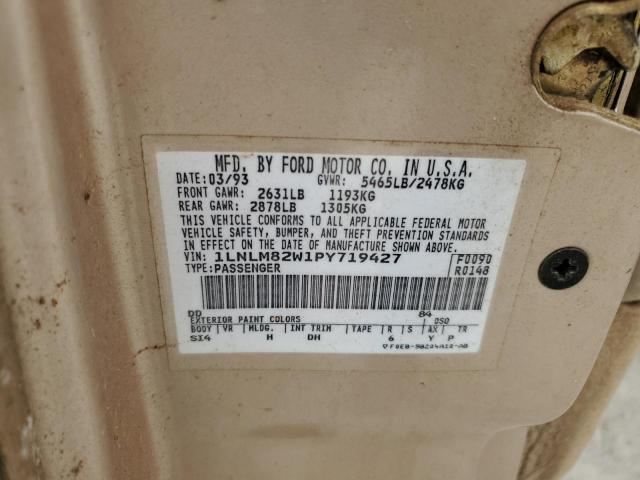 MFD. BY FORD MOTOR CO. IN U.S.A.
DATE: 03/93 GVWR: 5465LB/2478KG
FRONT GAWR: 2631LB 1193KG
REAR GAWR: 2878LB 1305KG
THIS VEHICLE CONFORMS TO ALL APPLICABLE FEDERAL MOTOR
VEHICLE SAFETY, BUMPER, AND THEFT PREVENTION STANDARDS
IN EFFECT ON THE DATE OF MANUFACTURE SHOWN ABOVE.
VIN: 1LNLM82W1PY719427 F0090
TYPE: PASSENGER R0148
DD 84
EXTERIOR PAINT COLORS DSO
BODY VR MLDG. INT TRIM TAPE R S AX TR
SI4 H DH 6 Y P